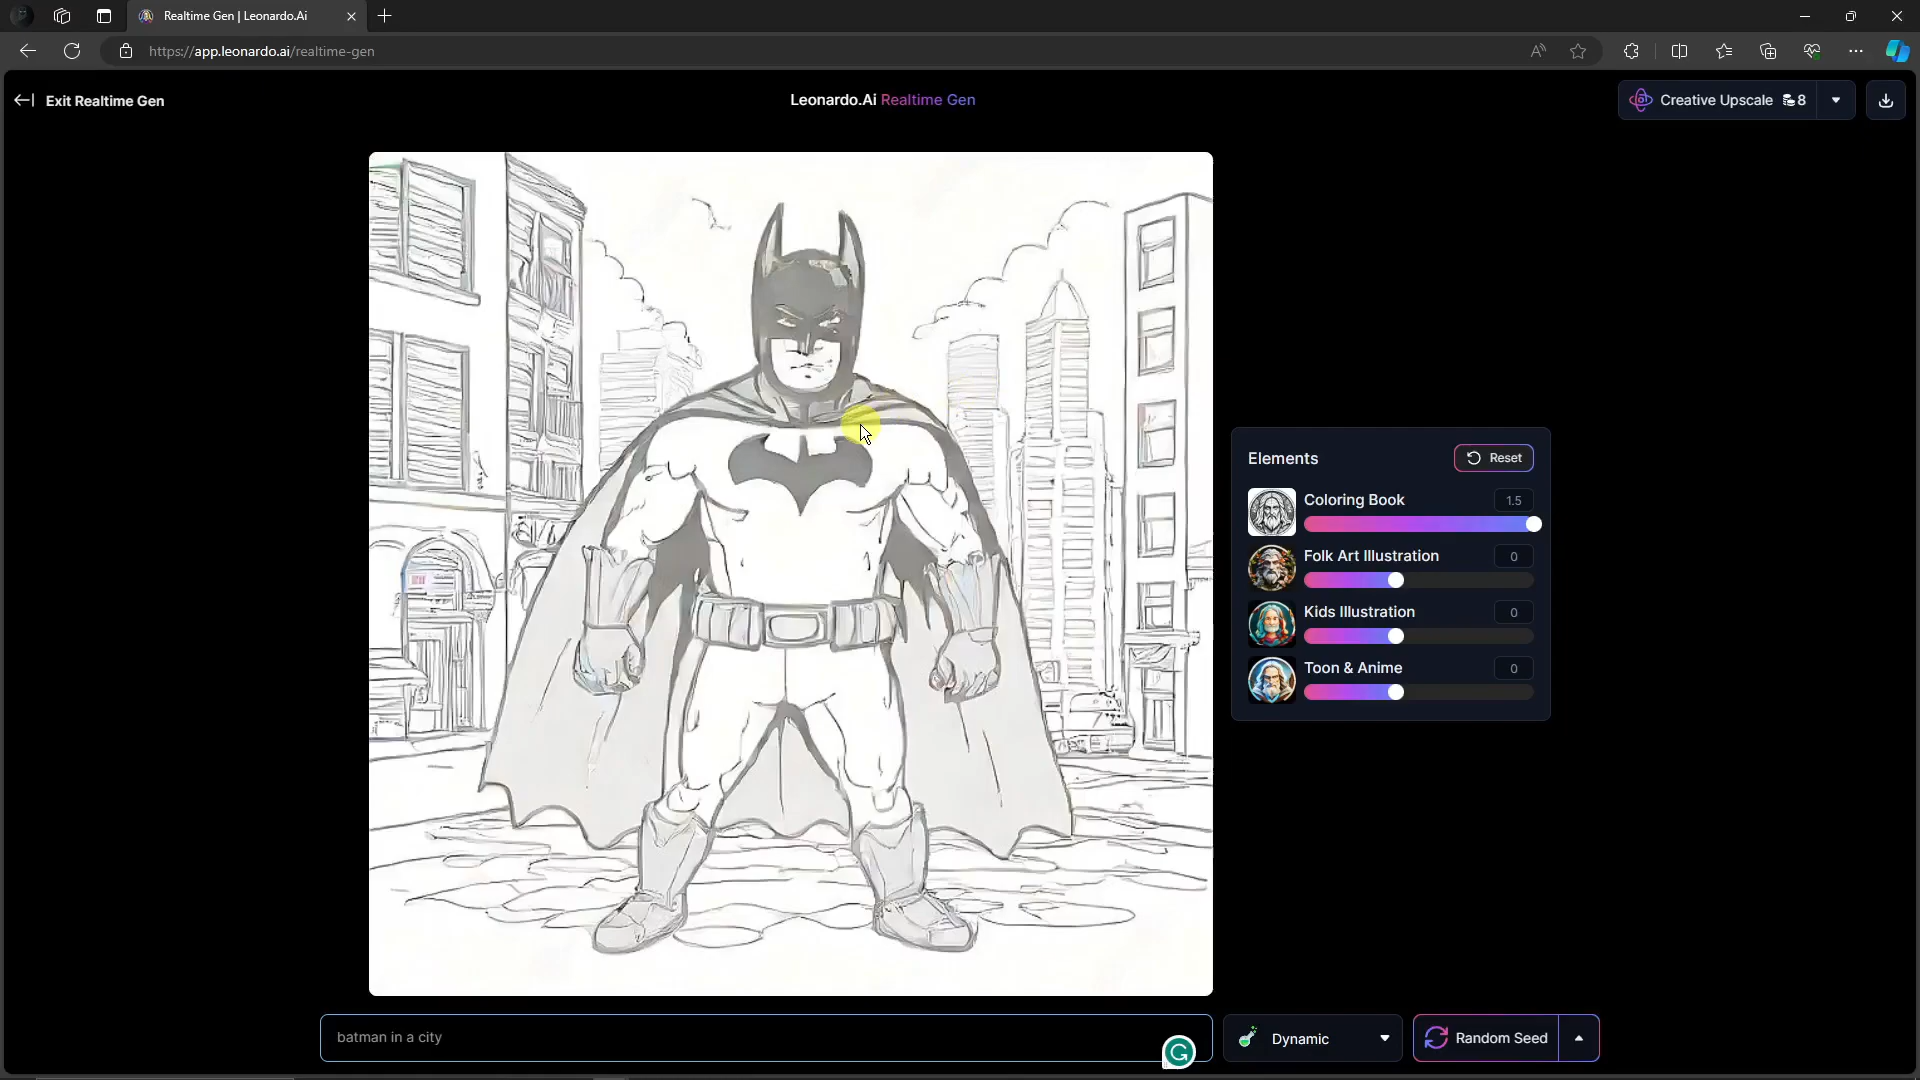 Realtime Gen | Leonardo.Ai
https://app.leonardo.ai/realtime-gen
Exit Realtime Gen
Leonardo.Ai Realtime Gen
Creative Upscale 8
Elements
Reset
Coloring Book 1.5
Folk Art Illustration 0
Kids Illustration 0
Toon & Anime 0
batman in a city
Dynamic
Random Seed